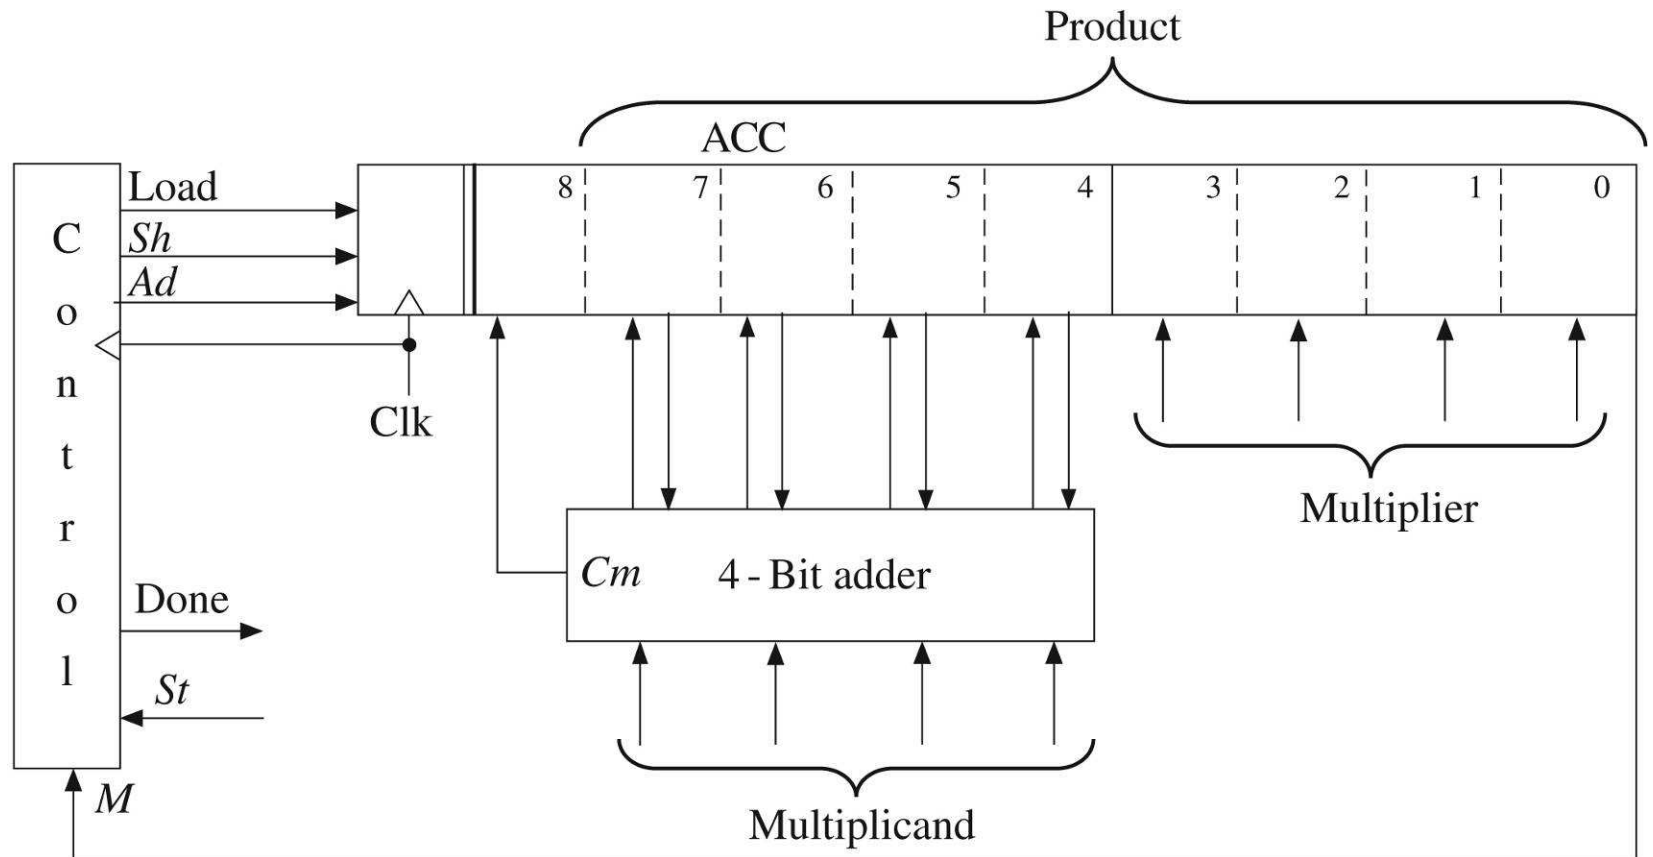 Product
ACC
8 7 6 5 4 3 2 1 0
Load
Sh
Ad
Control
Clk
Multiplier
Cm 4-Bit adder
Done
St
M
Multiplicand